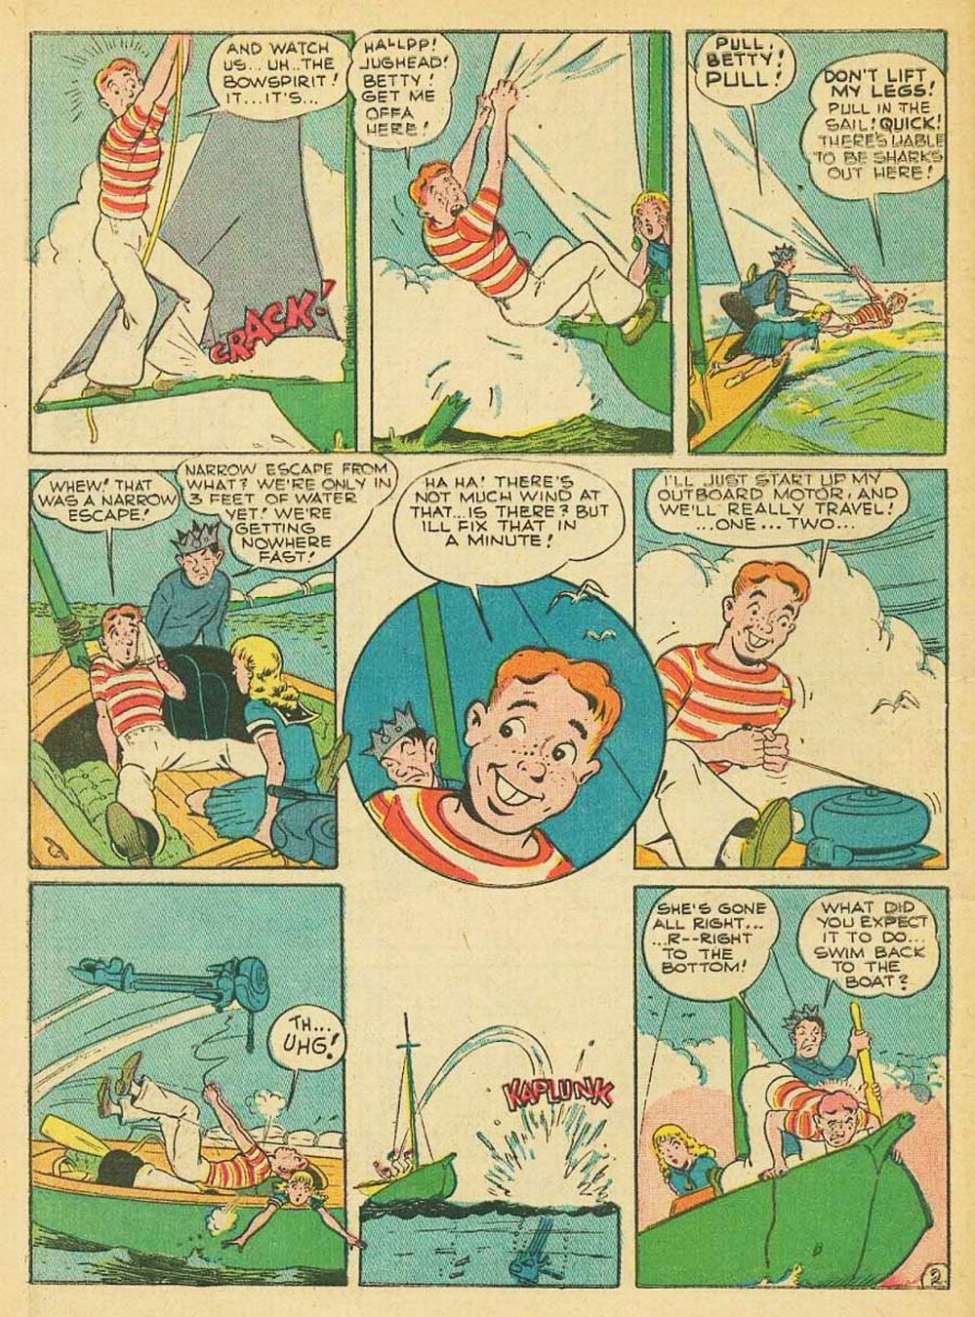 AND WATCH
US... UH..THE
BOWSPIRIT!
IT...IT'S...
CRACK!
HALLPP!
JUGHEAD!
BETTY!
GET ME
OFFA
HERE!
PULL,
BETTY!
PULL!
DON'T LIFT
MY LEGS!
PULL IN THE
SAIL! QUICK!
THERE'S LIABLE
TO BE SHARKS
OUT HERE!
WHEW! THAT
WAS A NARROW
ESCAPE!
NARROW ESCAPE FROM
WHAT? WE'RE ONLY IN
3 FEET OF WATER
YET! WE'RE
GETTING
NOWHERE
FAST!
HA HA! THERE'S
NOT MUCH WIND AT
THAT...IS THERE? BUT
ILL FIX THAT IN
A MINUTE!
I'LL JUST START UP MY
OUTBOARD MOTOR, AND
WE'LL REALLY TRAVEL!
...ONE...TWO...
TH...
UHG!
KAPLUNK
SHE'S GONE
ALL RIGHT...
...R--RIGHT
TO THE
BOTTOM!
WHAT DID
YOU EXPECT
IT TO DO...
SWIM BACK
TO THE
BOAT?
2